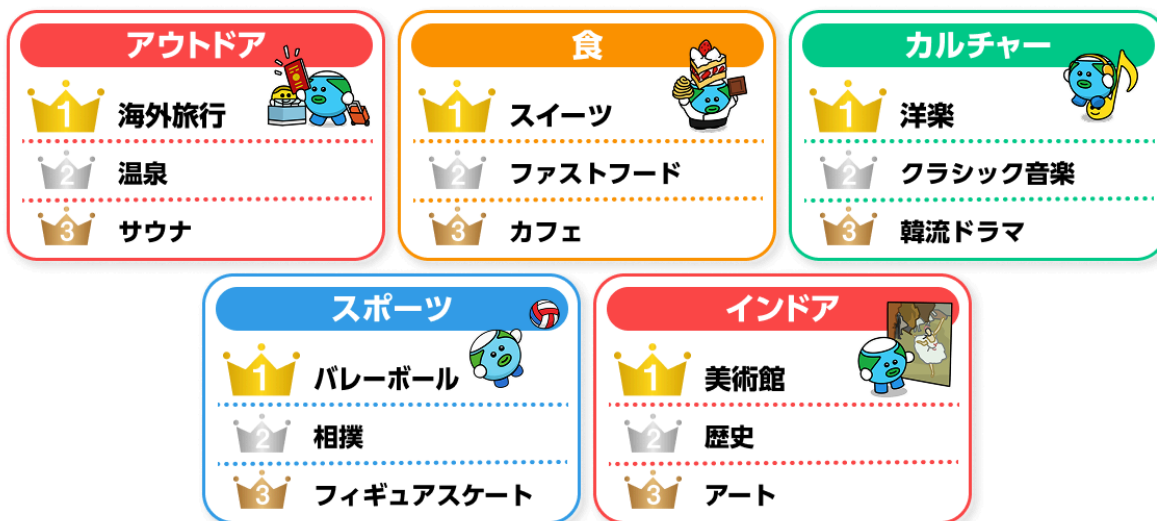 アウトドア
1 海外旅行
2 温泉
3 サウナ
食
1 スイーツ
2 ファストフード
3 カフェ
カルチャー
1 洋楽
2 クラシック音楽
3 韓流ドラマ
スポーツ
1 バレーボール
2 相撲
3 フィギュアスケート
インドア
1 美術館
2 歴史
3 アート